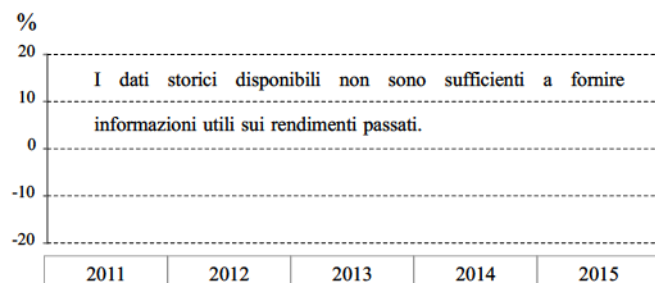 %
20
I dati storici disponibili non sono sufficienti a fornire
10
informazioni utili sui rendimenti passati.
0
-10
-20
2011 2012 2013 2014 2015